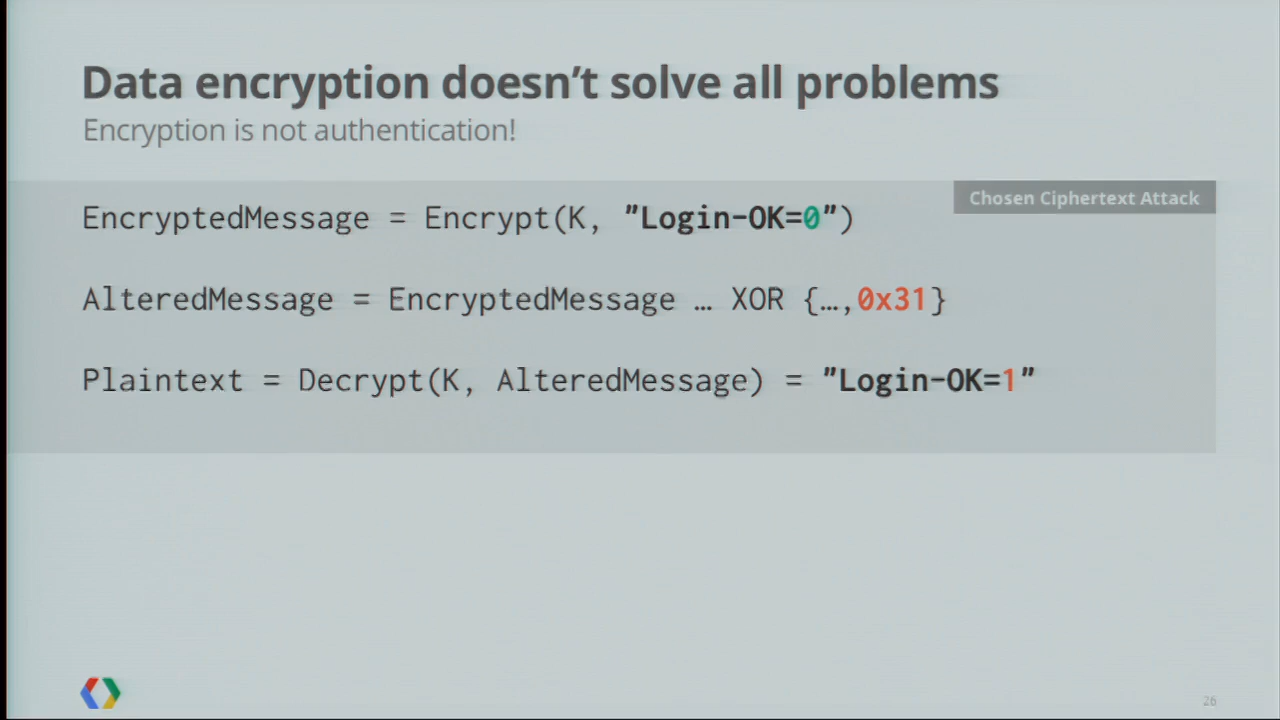 Data encryption doesn’t solve all problems
Encryption is not authentication!
Chosen Ciphertext Attack
EncryptedMessage = Encrypt(K, "Login-OK=0")
AlteredMessage = EncryptedMessage … XOR {…,0x31}
Plaintext = Decrypt(K, AlteredMessage) = "Login-OK=1"
26